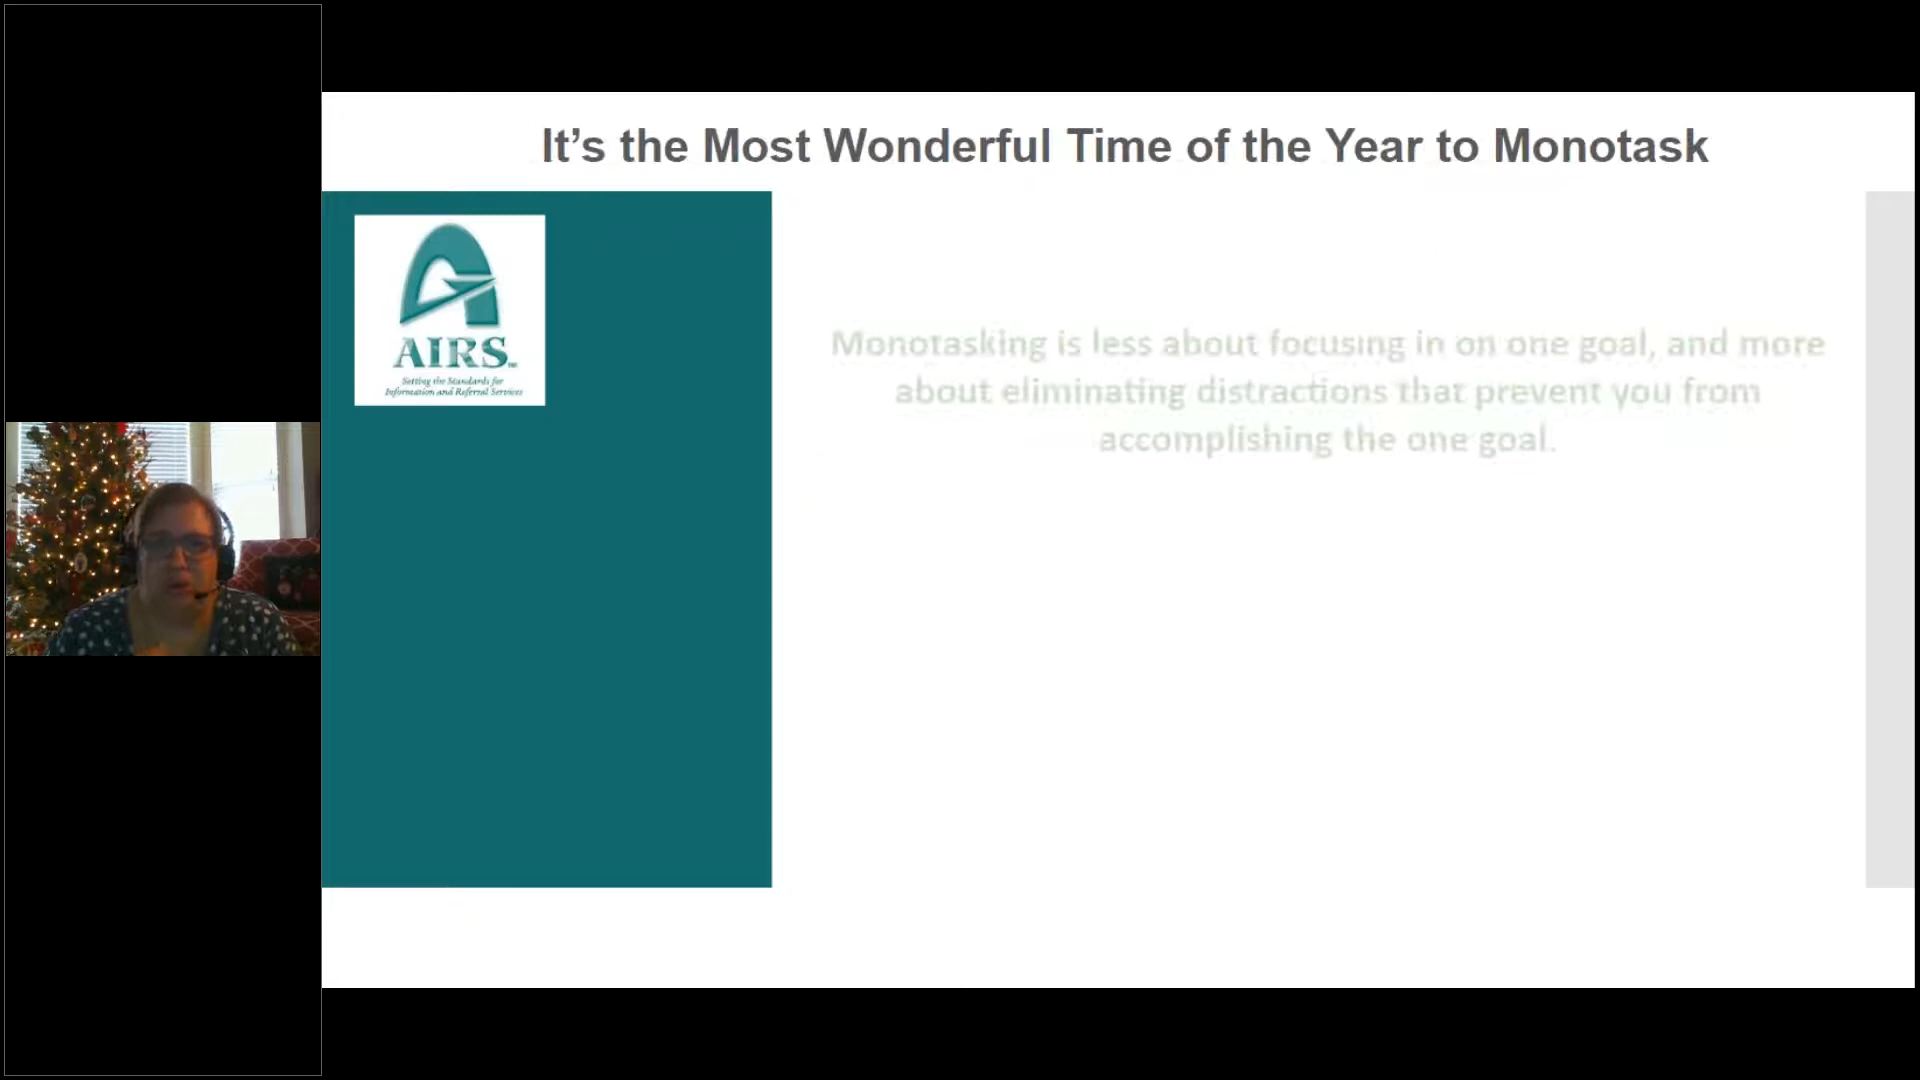 It's the Most Wonderful Time of the Year to Monotask
AIRS
Setting the Standards for
Information and Referral Services
Monotasking is less about focusing in on one goal, and more
about eliminating distractions that prevent you from
accomplishing the one goal.